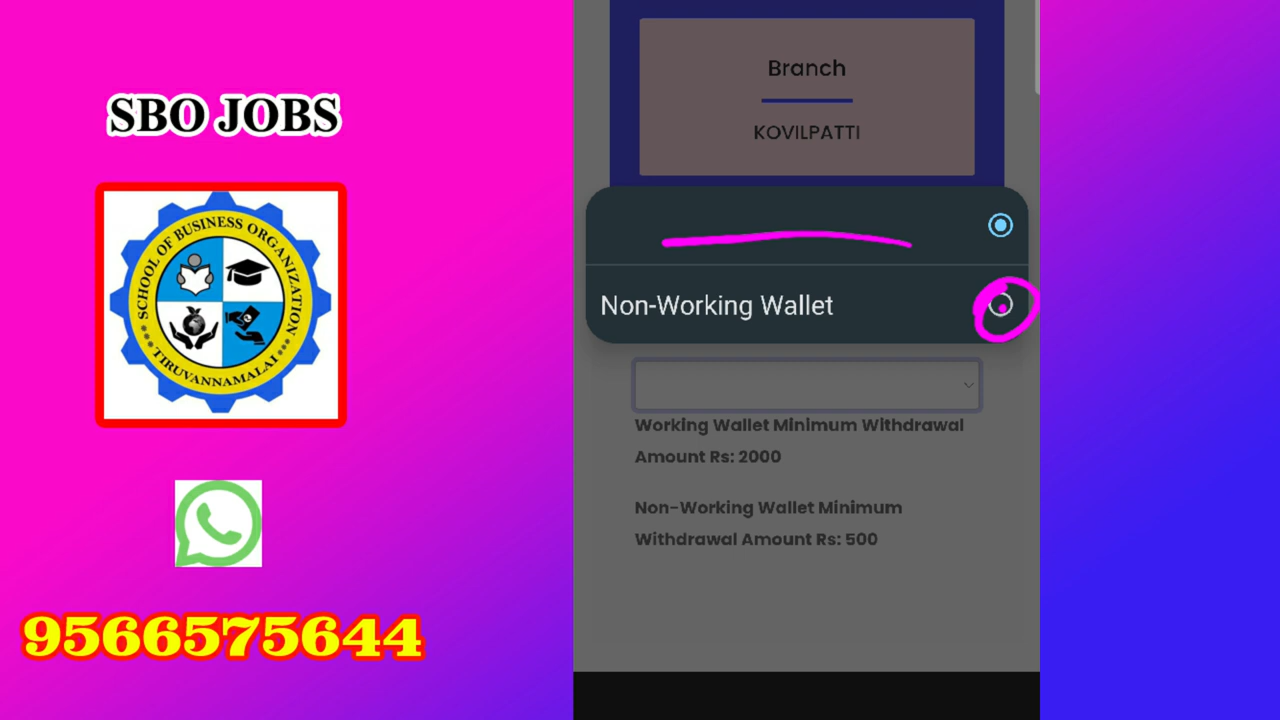 SBO JOBS
SCHOOL OF BUSINESS ORGANIZATION
TIRUVANNAMALAI
9566575644
Branch
KOVILPATTI
Non-Working Wallet
Working Wallet Minimum Withdrawal
Amount Rs: 2000
Non-Working Wallet Minimum
Withdrawal Amount Rs: 500